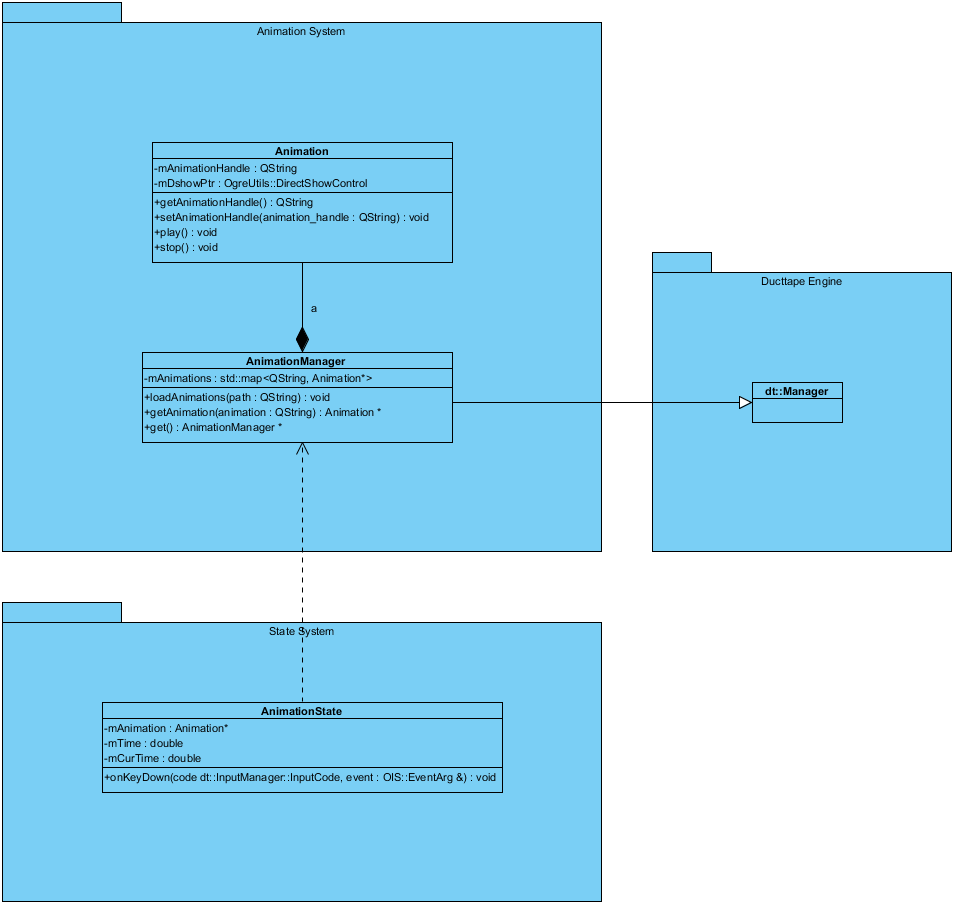 Animation System
Animation
-mAnimationHandle : QString
-mDshowPtr : OgreUtils::DirectShowControl
+getAnimationHandle() : QString
+setAnimationHandle(animation_handle : QString) : void
+play() : void
+stop() : void
a
AnimationManager
-mAnimations : std::map<QString, Animation*>
+loadAnimations(path : QString) : void
+getAnimation(animation : QString) : Animation *
+get() : AnimationManager *
Ducttape Engine
dt::Manager
State System
AnimationState
-mAnimation : Animation*
-mTime : double
-mCurTime : double
+onKeyDown(code dt::InputManager::InputCode, event : OIS::EventArg &) : void